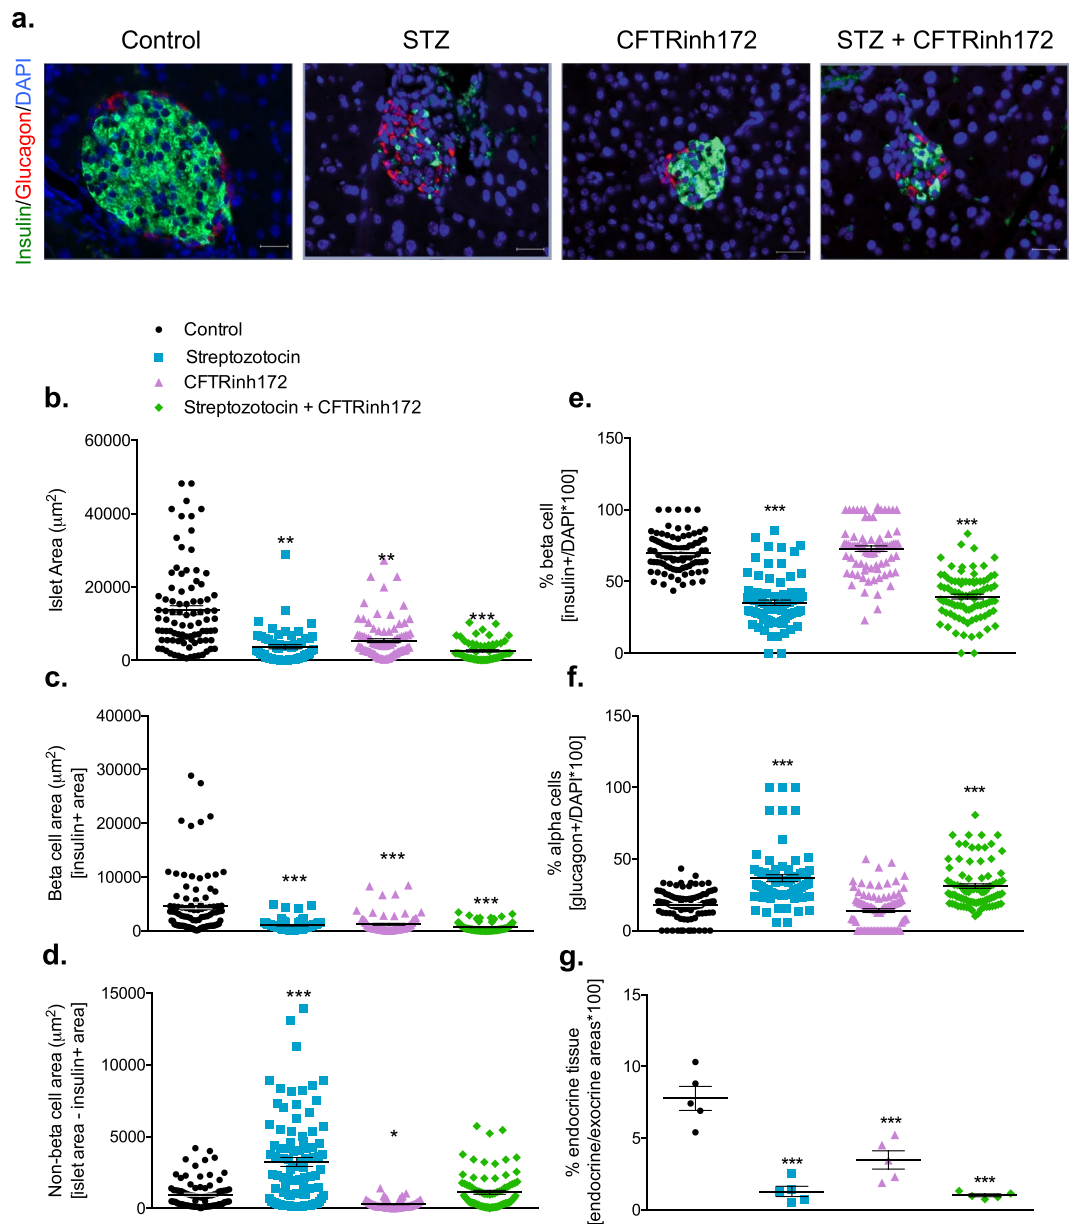 a.
Control STZ CFTRinh172 STZ + CFTRinh172
Insulin/Glucagon/DAPI
Control
Streptozotocin
CFTRinh172
Streptozotocin + CFTRinh172
b.
Islet Area (μm²)
60000
40000
20000
0
** ** ***
c.
Beta cell area (μm²)
[insulin+ area]
40000
30000
20000
10000
0
*** *** ***
d.
Non-beta cell area (μm²)
[islet area - insulin+ area]
15000
10000
5000
0
*** *
e.
% beta cell
[insulin+/DAPI*100]
150
100
50
0
*** ***
f.
% alpha cells
[glucagon+/DAPI*100]
150
100
50
0
*** ***
g.
% endocrine tissue
[endocrine/exocrine areas*100]
15
10
5
0
*** *** ***